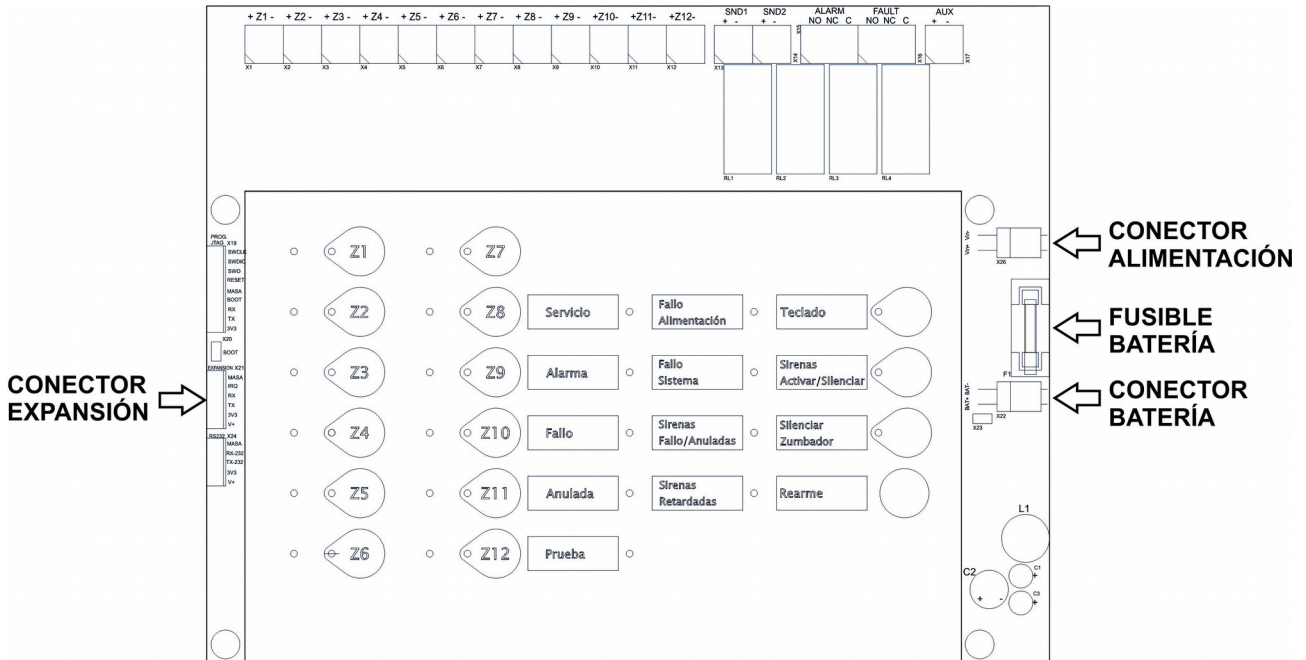 + Z1 - + Z2 - + Z3 - + Z4 - + Z5 - + Z6 - + Z7 - + Z8 - + Z9 - +Z10- +Z11- +Z12-
SND1 SND2 ALARM FAULT AUX
+ - + - NO NC C NO NC C + -
X1 X2 X3 X4 X5 X6 X7 X8 X9 X10 X11 X12 X13 X14 X15 X16 X17
RL1 RL2 RL3 RL4
PROG.
JTAG X19
SWCLK
SWDIO
SWO
RESET
MASA
BOOT
RX
TX
3V3
X20
BOOT
EXPANSION X21
MASA
IRQ
RX
TX
3V3
V+
RS232 X24
MASA
RX-232
TX-232
3V3
V+
CONECTOR
EXPANSIÓN
Z1 Z7
Z2 Z8 Servicio Fallo
Alimentación Teclado
Z3 Z9 Alarma Fallo
Sistema Sirenas
Activar/Silenciar
Z4 Z10 Fallo Sirenas
Fallo/Anuladas Silenciar
Zumbador
Z5 Z11 Anulada Sirenas
Retardadas Rearme
Z6 Z12 Prueba
Vin+ Vin-
X26
CONECTOR
ALIMENTACIÓN
FUSIBLE
BATERÍA
F1
BAT+ BAT-
X22
X23
CONECTOR
BATERÍA
L1
C2
+ -
C1
+
C3
+